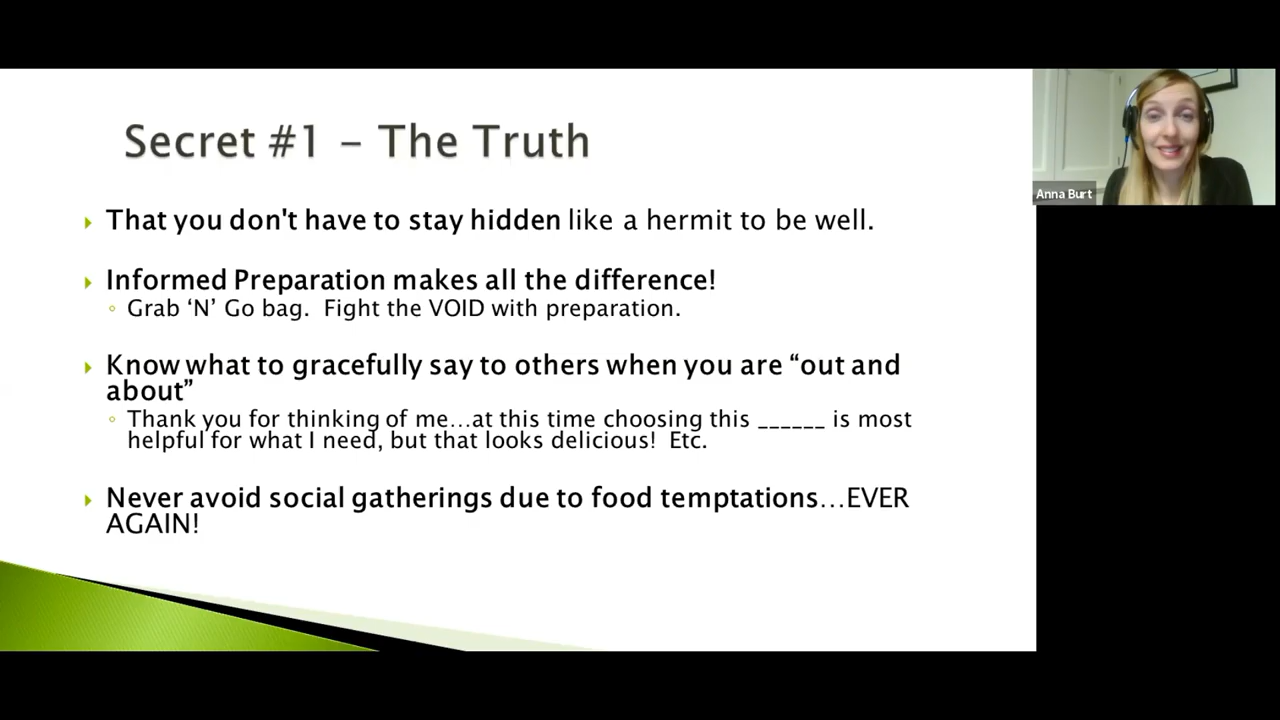 Secret #1 – The Truth
That you don't have to stay hidden like a hermit to be well.
Informed Preparation makes all the difference!
Grab ‘N’ Go bag.  Fight the VOID with preparation.
Know what to gracefully say to others when you are “out and
about”
Thank you for thinking of me…at this time choosing this ______ is most
helpful for what I need, but that looks delicious!  Etc.
Never avoid social gatherings due to food temptations…EVER
AGAIN!
Anna Burt